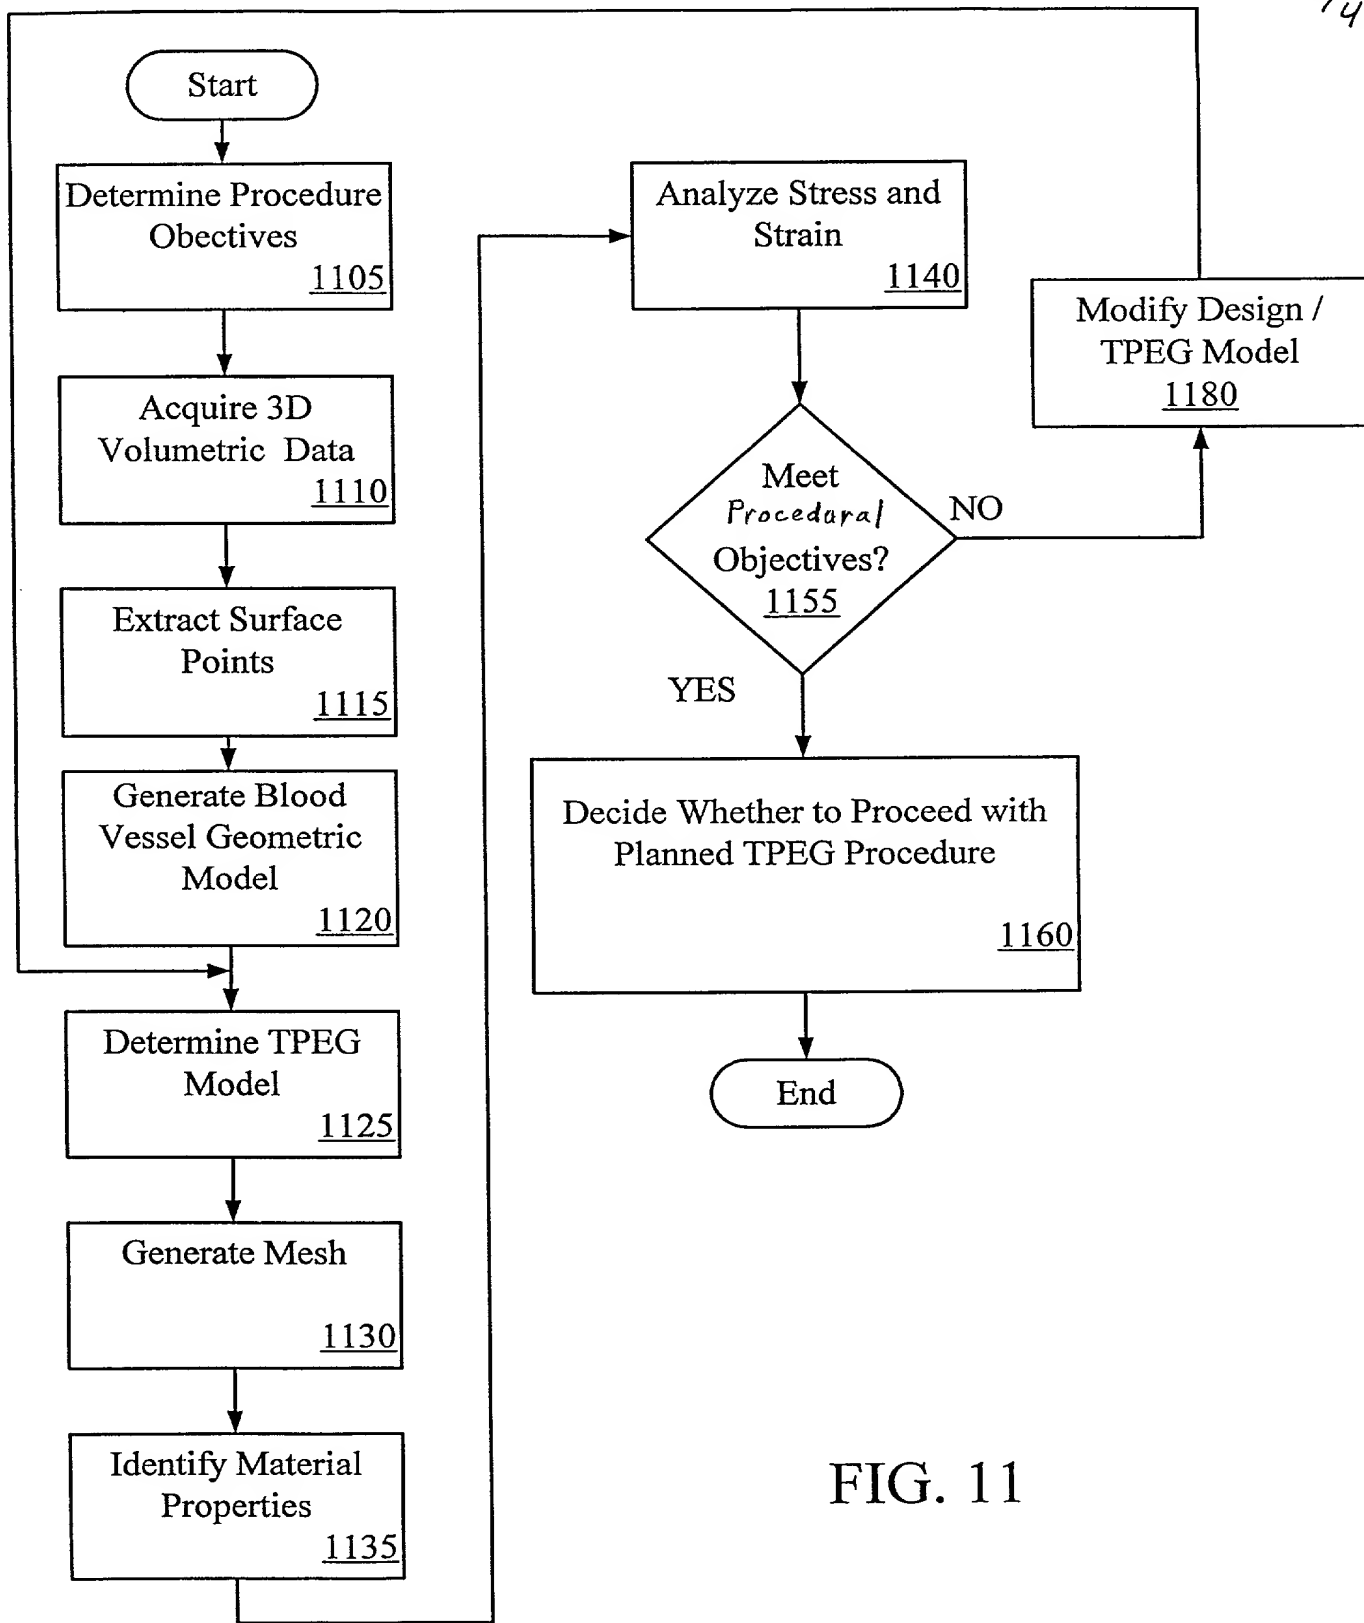 Start
Determine Procedure
Obectives
1105
Acquire 3D
Volumetric Data
1110
Extract Surface
Points
1115
Generate Blood
Vessel Geometric
Model
1120
Determine TPEG
Model
1125
Generate Mesh
1130
Identify Material
Properties
1135
Analyze Stress and
Strain
1140
Meet
Procedural
Objectives?
1155
NO
YES
Modify Design /
TPEG Model
1180
Decide Whether to Proceed with
Planned TPEG Procedure
1160
End
FIG. 11